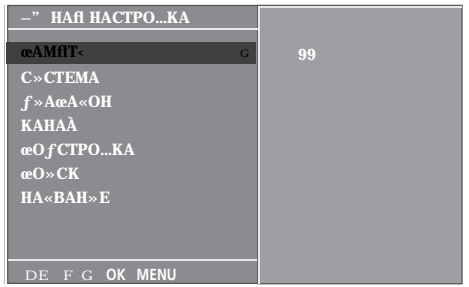 –” HAfl HACTPO...KA
œAMflT‹ G 99
C»CTEMA
ƒ»AœA«OH
KAHAÀ
œOƒCTPO...KA
œO»CK
HA«BAH»E
DE F G OK MENU